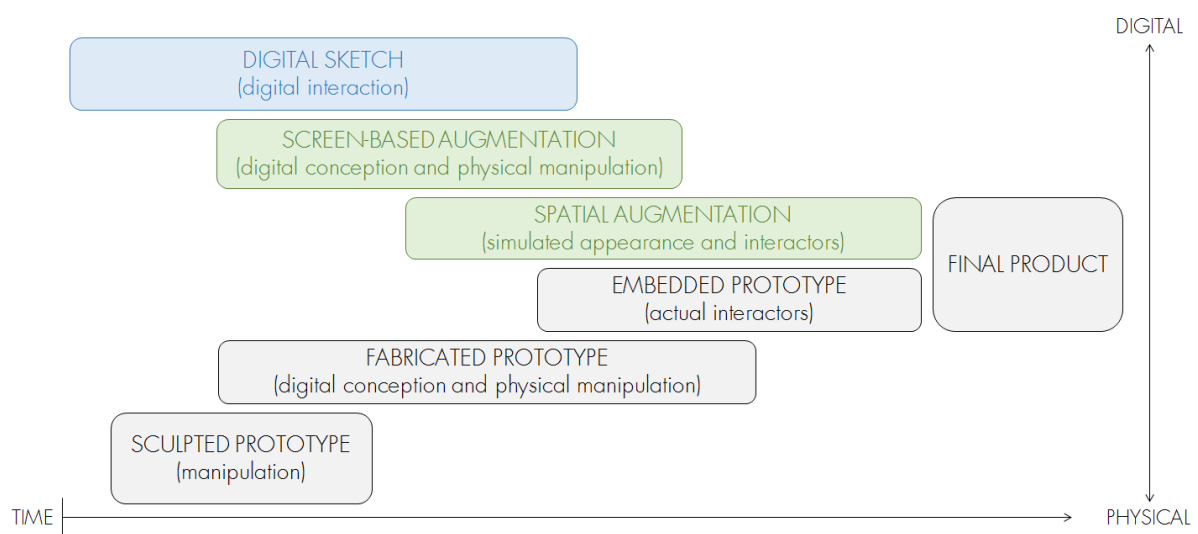 DIGITAL
DIGITAL SKETCH
(digital interaction)
SCREEN-BASED AUGMENTATION
(digital conception and physical manipulation)
SPATIAL AUGMENTATION
(simulated appearance and interactors)
FINAL PRODUCT
EMBEDDED PROTOTYPE
(actual interactors)
FABRICATED PROTOTYPE
(digital conception and physical manipulation)
SCULPTED PROTOTYPE
(manipulation)
TIME
PHYSICAL